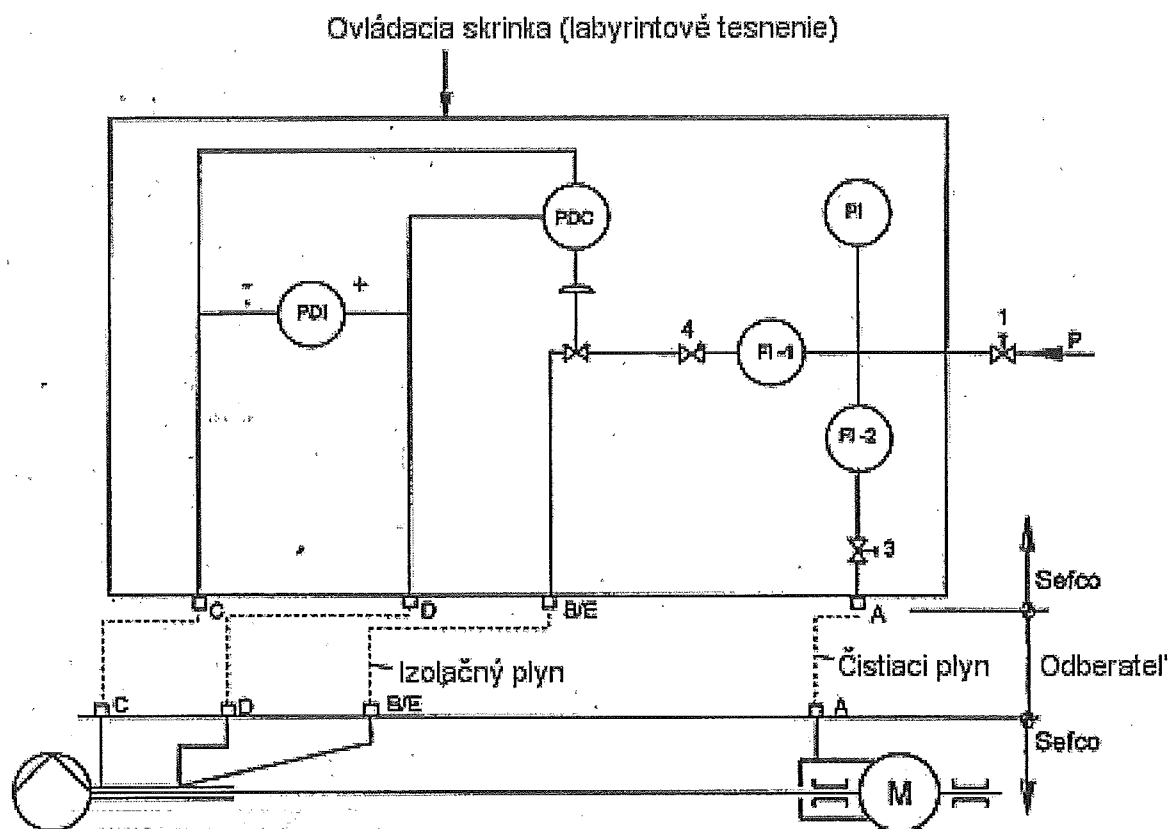 Ovládacia skrinka (labyrintové tesnenie)
PDC
PI
- PDI +
4
FI-1
1
P
FI-2
3
C
D
B/E
A
Sefco
Izolačný plyn
Čistiaci plyn
Odberateľ
C
D
B/E
A
Sefco
M